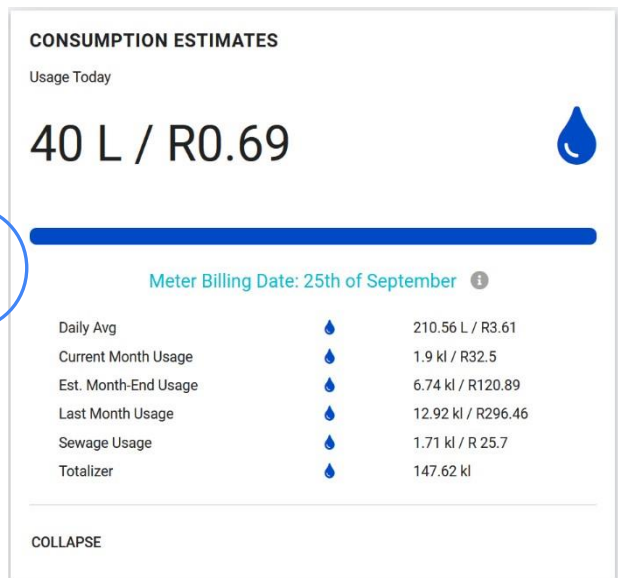 CONSUMPTION ESTIMATES
Usage Today
40 L / R0.69
Meter Billing Date: 25th of September i
Daily Avg 210.56 L / R3.61
Current Month Usage 1.9 kl / R32.5
Est. Month-End Usage 6.74 kl / R120.89
Last Month Usage 12.92 kl / R296.46
Sewage Usage 1.71 kl / R 25.7
Totalizer 147.62 kl
COLLAPSE